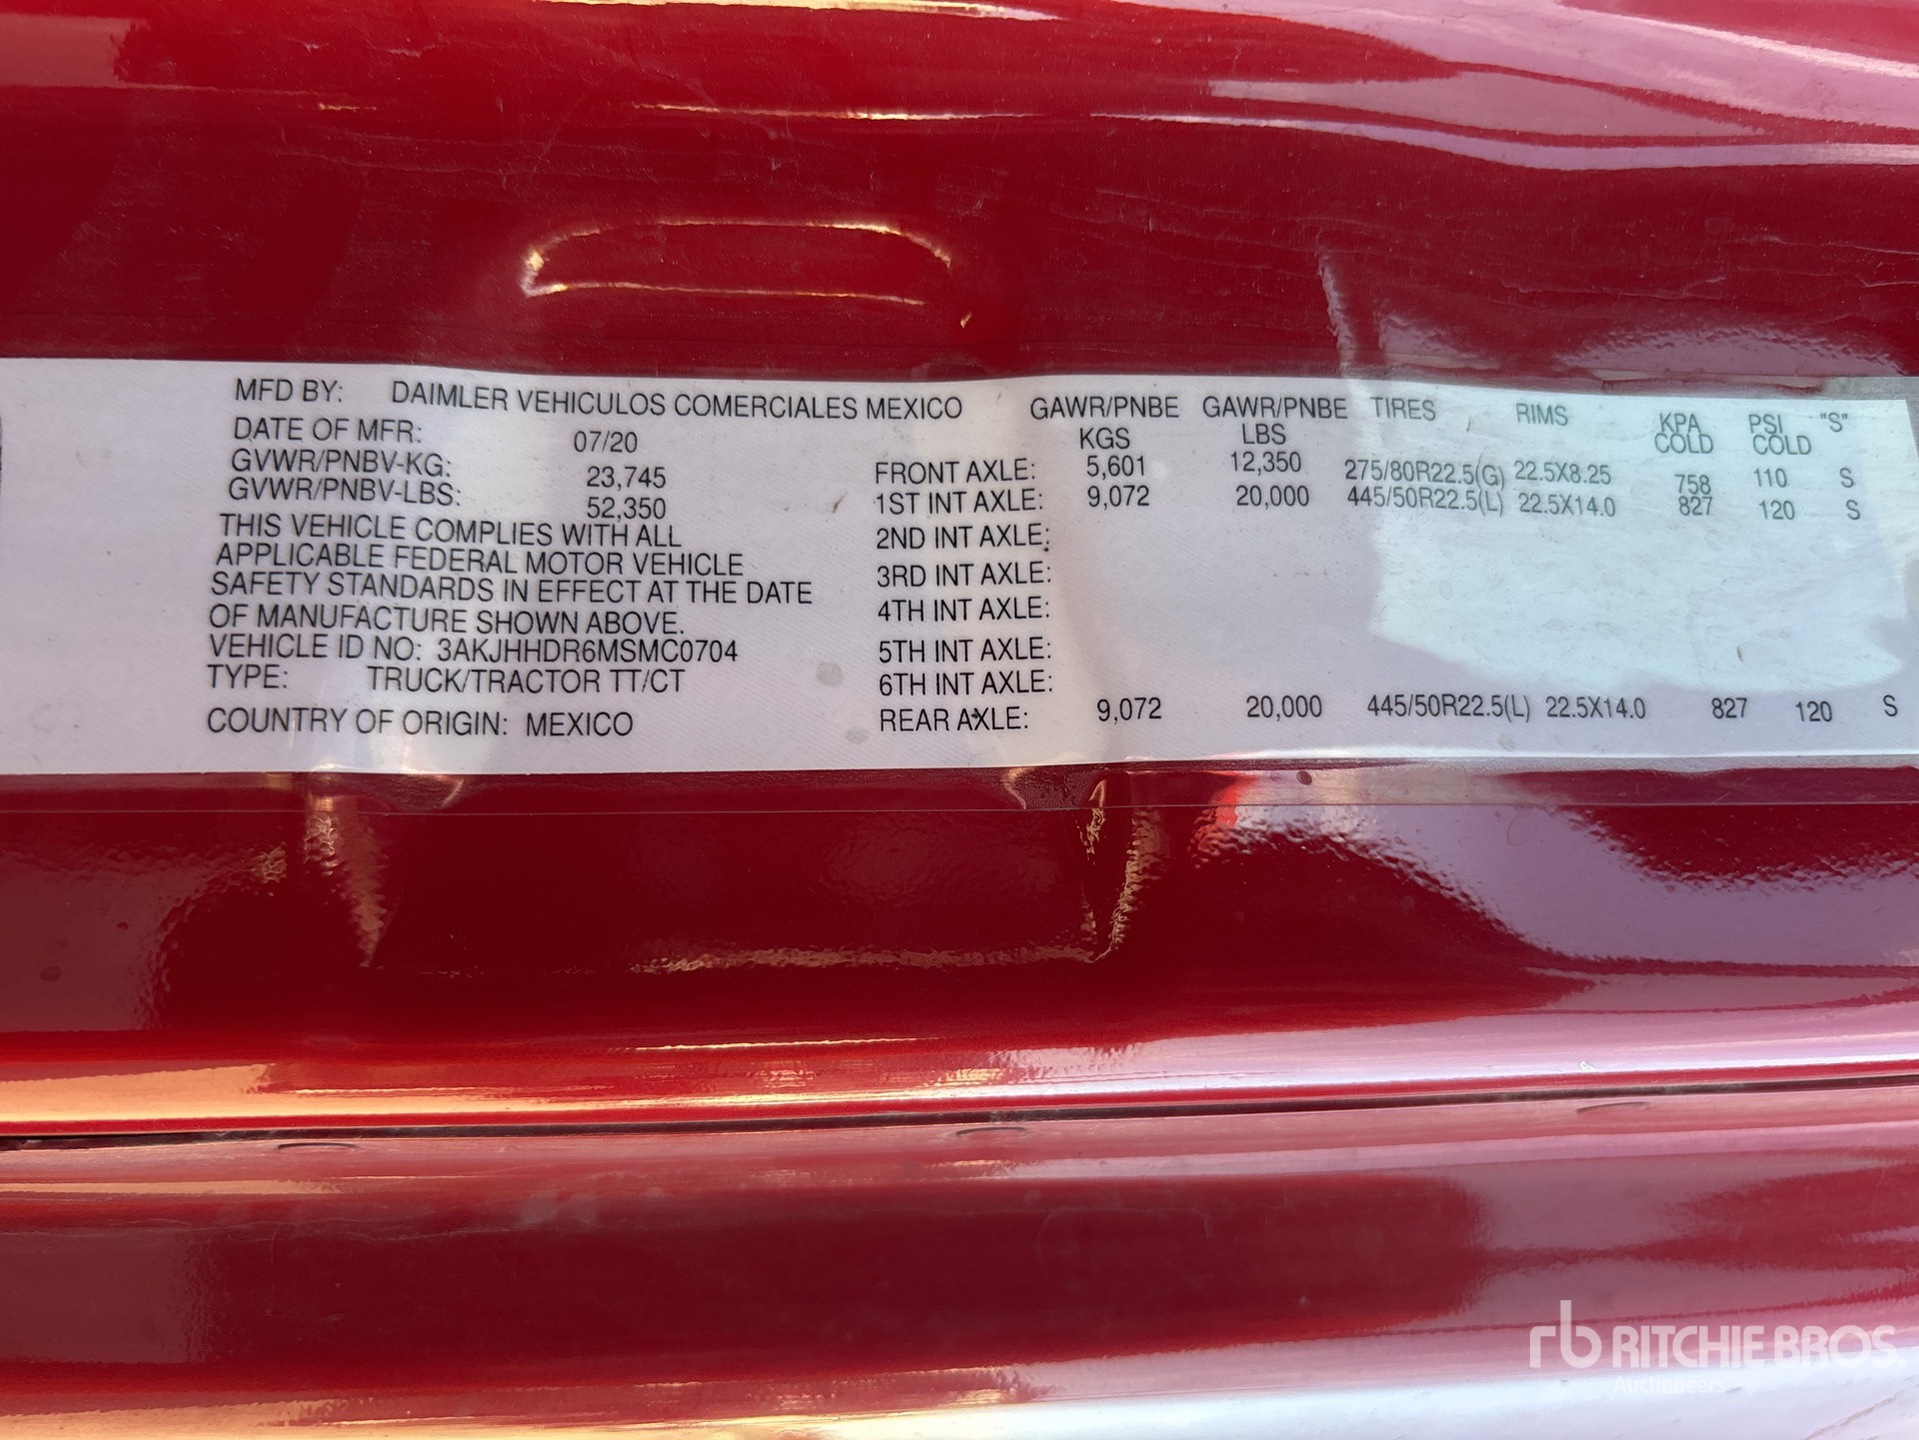 MFD BY: DAIMLER VEHICULOS COMERCIALES MEXICO
DATE OF MFR: 07/20
GVWR/PNBV-KG: 23,745
GVWR/PNBV-LBS: 52,350
THIS VEHICLE COMPLIES WITH ALL
APPLICABLE FEDERAL MOTOR VEHICLE
SAFETY STANDARDS IN EFFECT AT THE DATE
OF MANUFACTURE SHOWN ABOVE.
VEHICLE ID NO: 3AKJHHDR6MSMC0704
TYPE: TRUCK/TRACTOR TT/CT
COUNTRY OF ORIGIN: MEXICO
GAWR/PNBE GAWR/PNBE TIRES RIMS KPA PSI "S"
KGS LBS COLD COLD
FRONT AXLE: 5,601 12,350 275/80R22.5(G) 22.5X8.25 758 110 S
1ST INT AXLE: 9,072 20,000 445/50R22.5(L) 22.5X14.0 827 120 S
2ND INT AXLE:
3RD INT AXLE:
4TH INT AXLE:
5TH INT AXLE:
6TH INT AXLE:
REAR AXLE: 9,072 20,000 445/50R22.5(L) 22.5X14.0 827 120 S
rb RITCHIE BROS.
Auctioneers